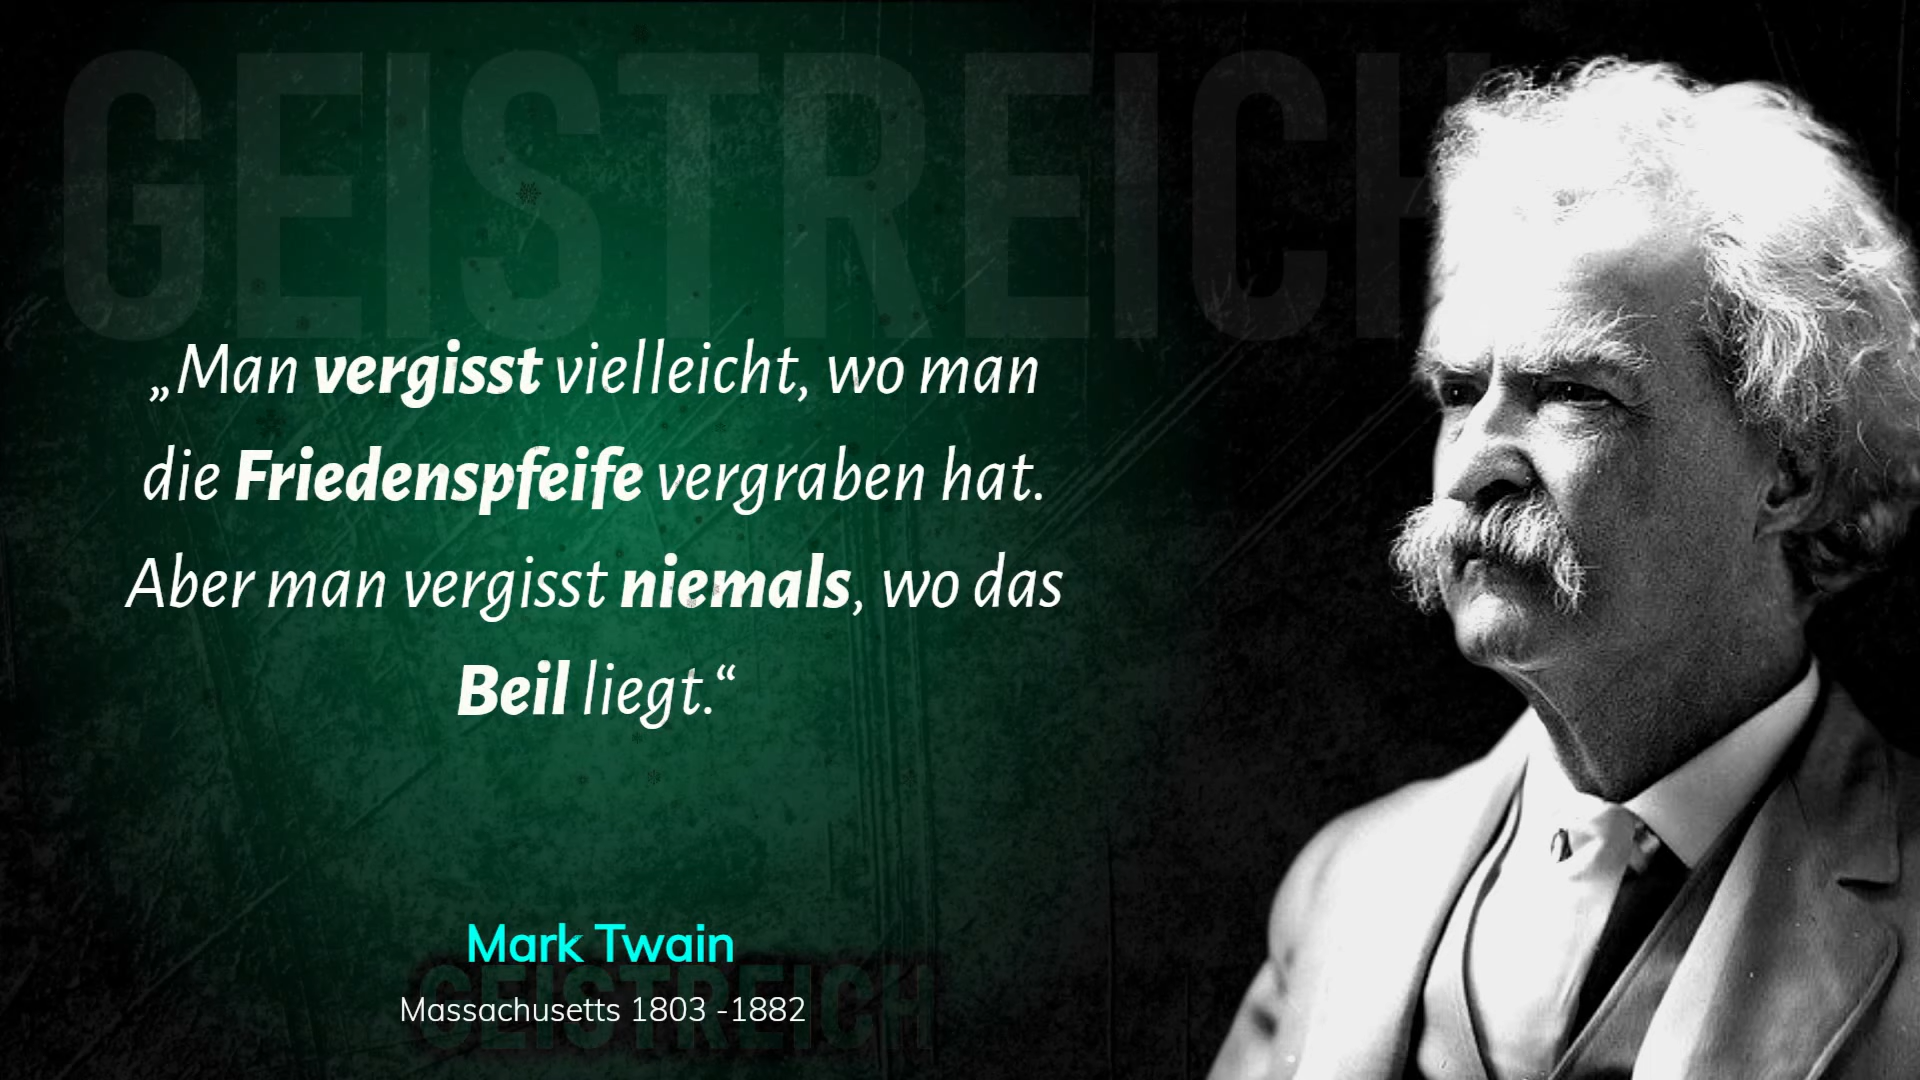 GEISTREICH
„Man vergisst vielleicht, wo man
die Friedenspfeife vergraben hat.
Aber man vergisst niemals, wo das
Beil liegt.“
Mark Twain
GEISTREICH
Massachusetts 1803 -1882